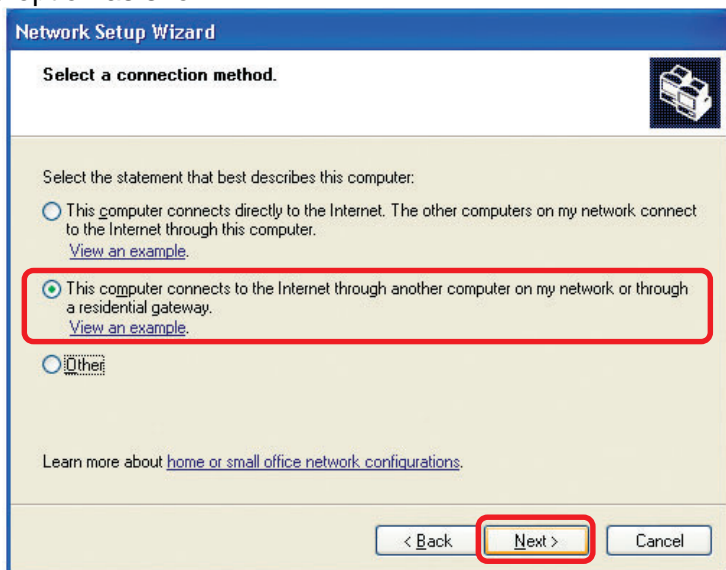 Network Setup Wizard
Select a connection method.
Select the statement that best describes this computer:
This computer connects directly to the Internet. The other computers on my network connect
to the Internet through this computer.
View an example.
This computer connects to the Internet through another computer on my network or through
a residential gateway.
View an example.
Other
Learn more about home or small office network configurations.
< Back Next > Cancel